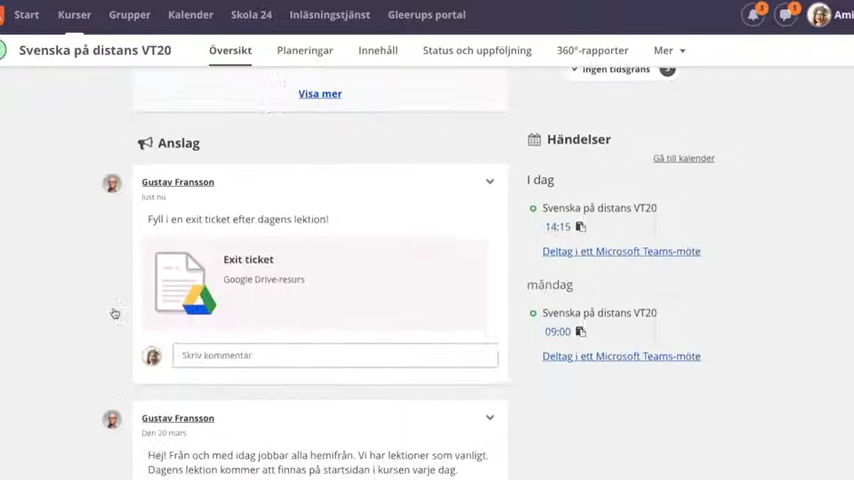 Start Kurser Grupper Kalender Skola 24 Inläsningstjänst Gleerups portal 3 1 Ami
Svenska på distans VT20 Översikt Planeringar Innehåll Status och uppföljning 360°-rapporter Mer
ingen tidsgräns
Visa mer
Anslag
Gustav Fransson
Just nu
Fyll i en exit ticket efter dagens lektion!
Exit ticket
Google Drive-resurs
Skriv kommentar
Gustav Fransson
Den 20 mars
Hej! Från och med idag jobbar alla hemifrån. Vi har lektioner som vanligt.
Dagens lektion kommer att finnas på startsidan i kursen varje dag.
Händelser
Gå till kalender
I dag
Svenska på distans VT20
14:15
Deltag i ett Microsoft Teams-möte
måndag
Svenska på distans VT20
09:00
Deltag i ett Microsoft Teams-möte